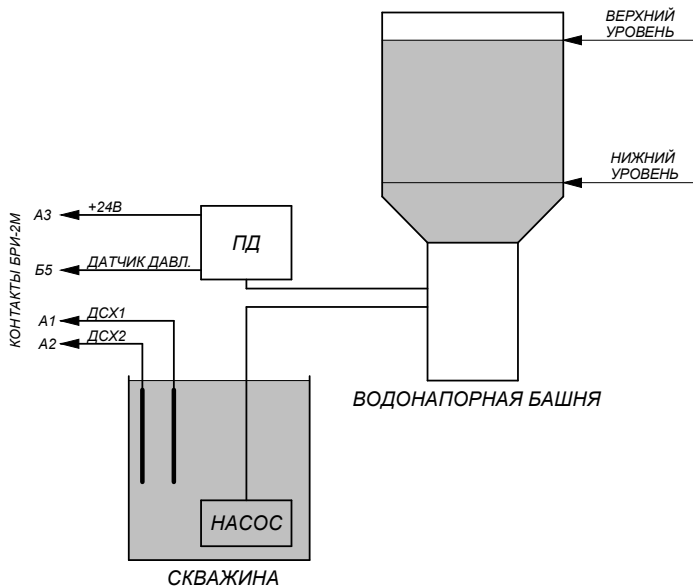 ВЕРХНИЙ
УРОВЕНЬ
НИЖНИЙ
УРОВЕНЬ
КОНТАКТЫ БРИ-2М
А3
+24В
ПД
Б5
ДАТЧИК ДАВЛ.
А1
ДСХ1
А2
ДСХ2
ВОДОНАПОРНАЯ БАШНЯ
НАСОС
СКВАЖИНА